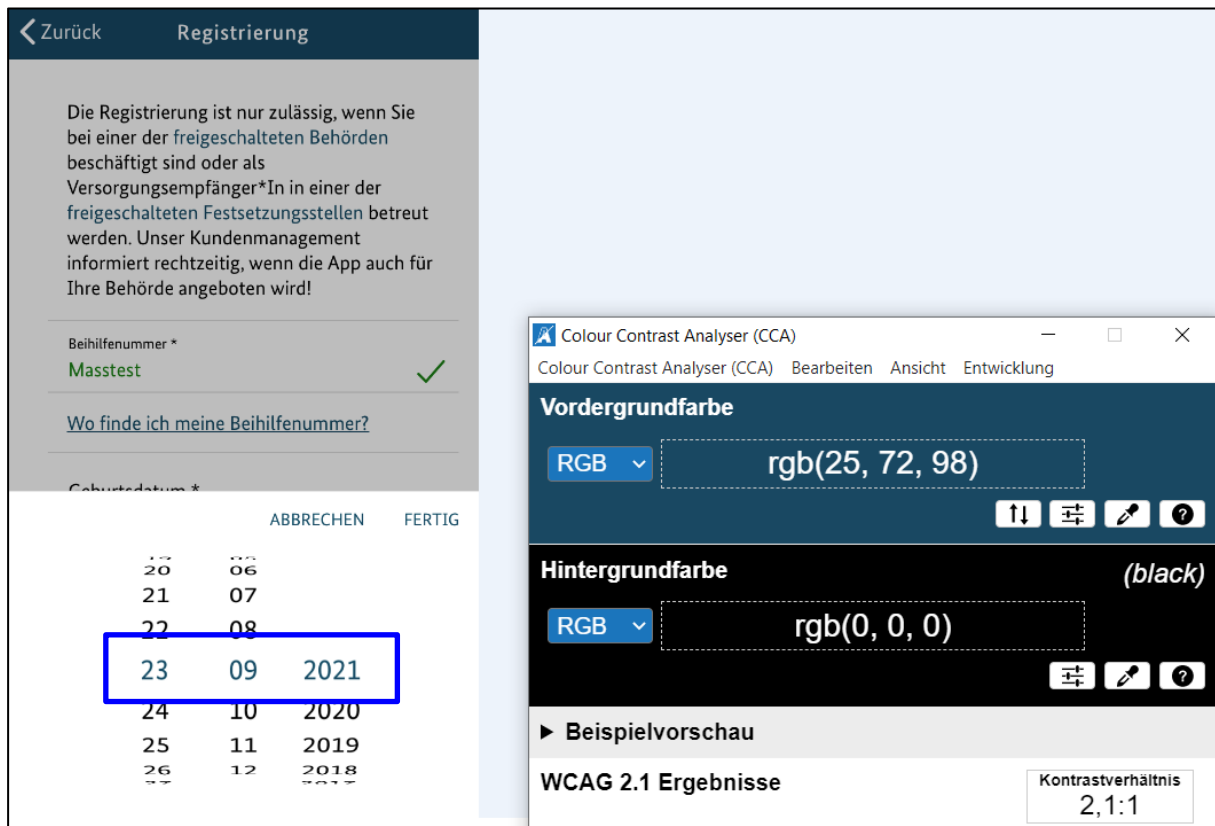 Zurück Registrierung
Die Registrierung ist nur zulässig, wenn Sie
bei einer der freigeschalteten Behörden
beschäftigt sind oder als
Versorgungsempfänger*In in einer der
freigeschalteten Festsetzungsstellen betreut
werden. Unser Kundenmanagement
informiert rechtzeitig, wenn die App auch für
Ihre Behörde angeboten wird!
Beihilfenummer *
Masstest
Wo finde ich meine Beihilfenummer?
Geburtsdatum *
ABBRECHEN FERTIG
20 06
21 07
22 08
23 09 2021
24 10 2020
25 11 2019
26 12 2018
Colour Contrast Analyser (CCA)
Colour Contrast Analyser (CCA) Bearbeiten Ansicht Entwicklung
Vordergrundfarbe
RGB rgb(25, 72, 98)
Hintergrundfarbe (black)
RGB rgb(0, 0, 0)
Beispielvorschau
WCAG 2.1 Ergebnisse
Kontrastverhältnis
2,1:1